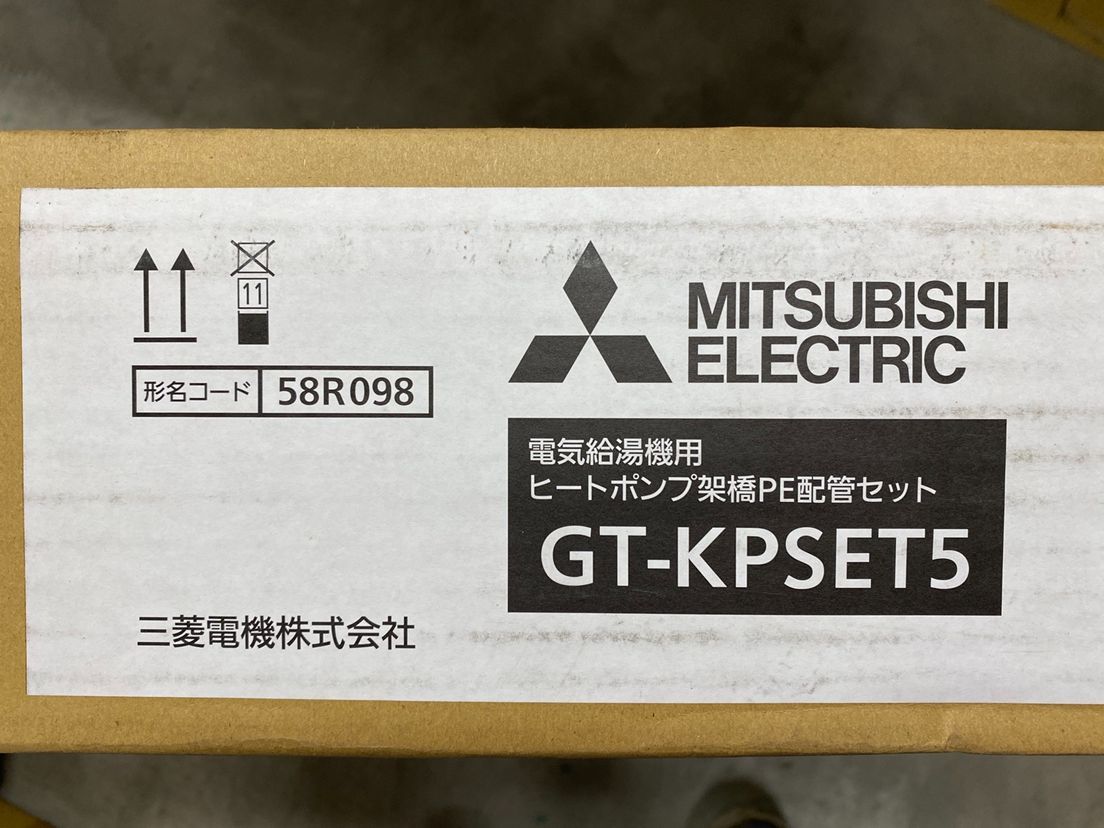 11
形名コード 58R098
MITSUBISHI
ELECTRIC
電気給湯機用
ヒートポンプ架橋PE配管セット
GT-KPSET5
三菱電機株式会社